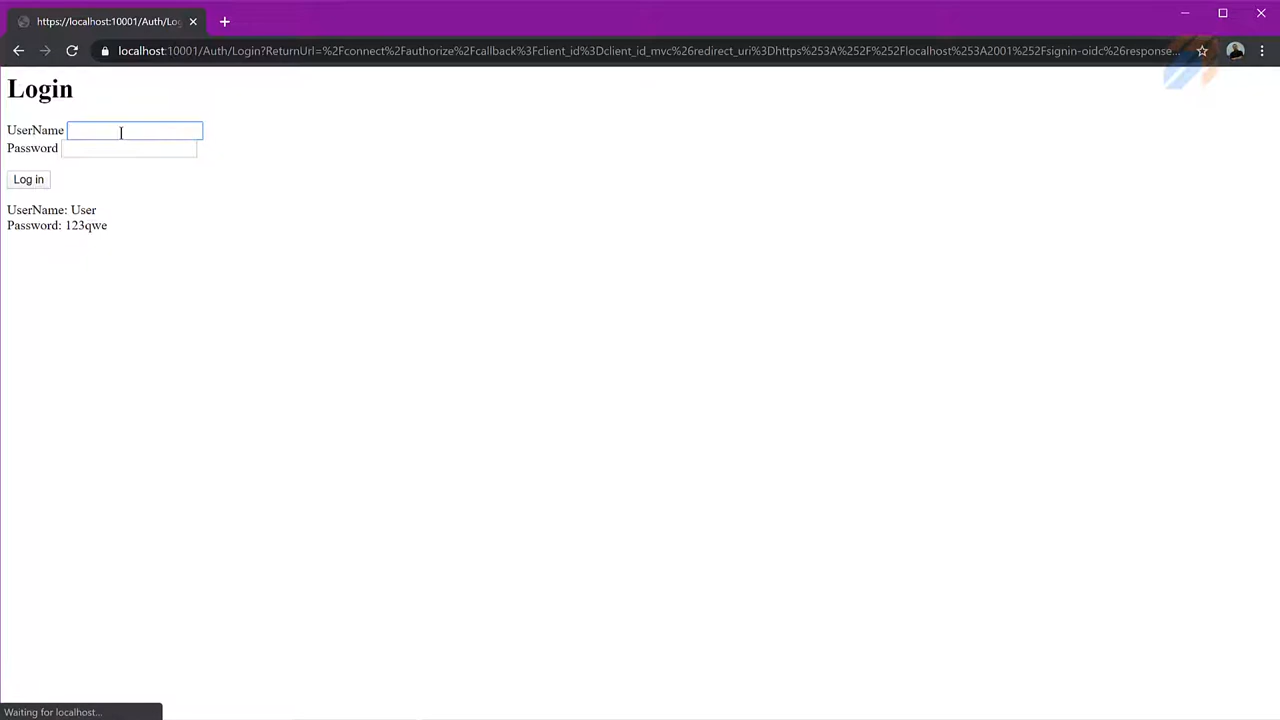 https://localhost:10001/Auth/Log
localhost:10001/Auth/Login?ReturnUrl=%2Fconnect%2Fauthorize%2Fcallback%3Fclient_id%3Dclient_id_mvc%26redirect_uri%3Dhttps%253A%252F%252Flocalhost%253A2001%252Fsignin-oidc%26response...
Login
UserName
Password
Log in
UserName: User
Password: 123qwe
Waiting for localhost...